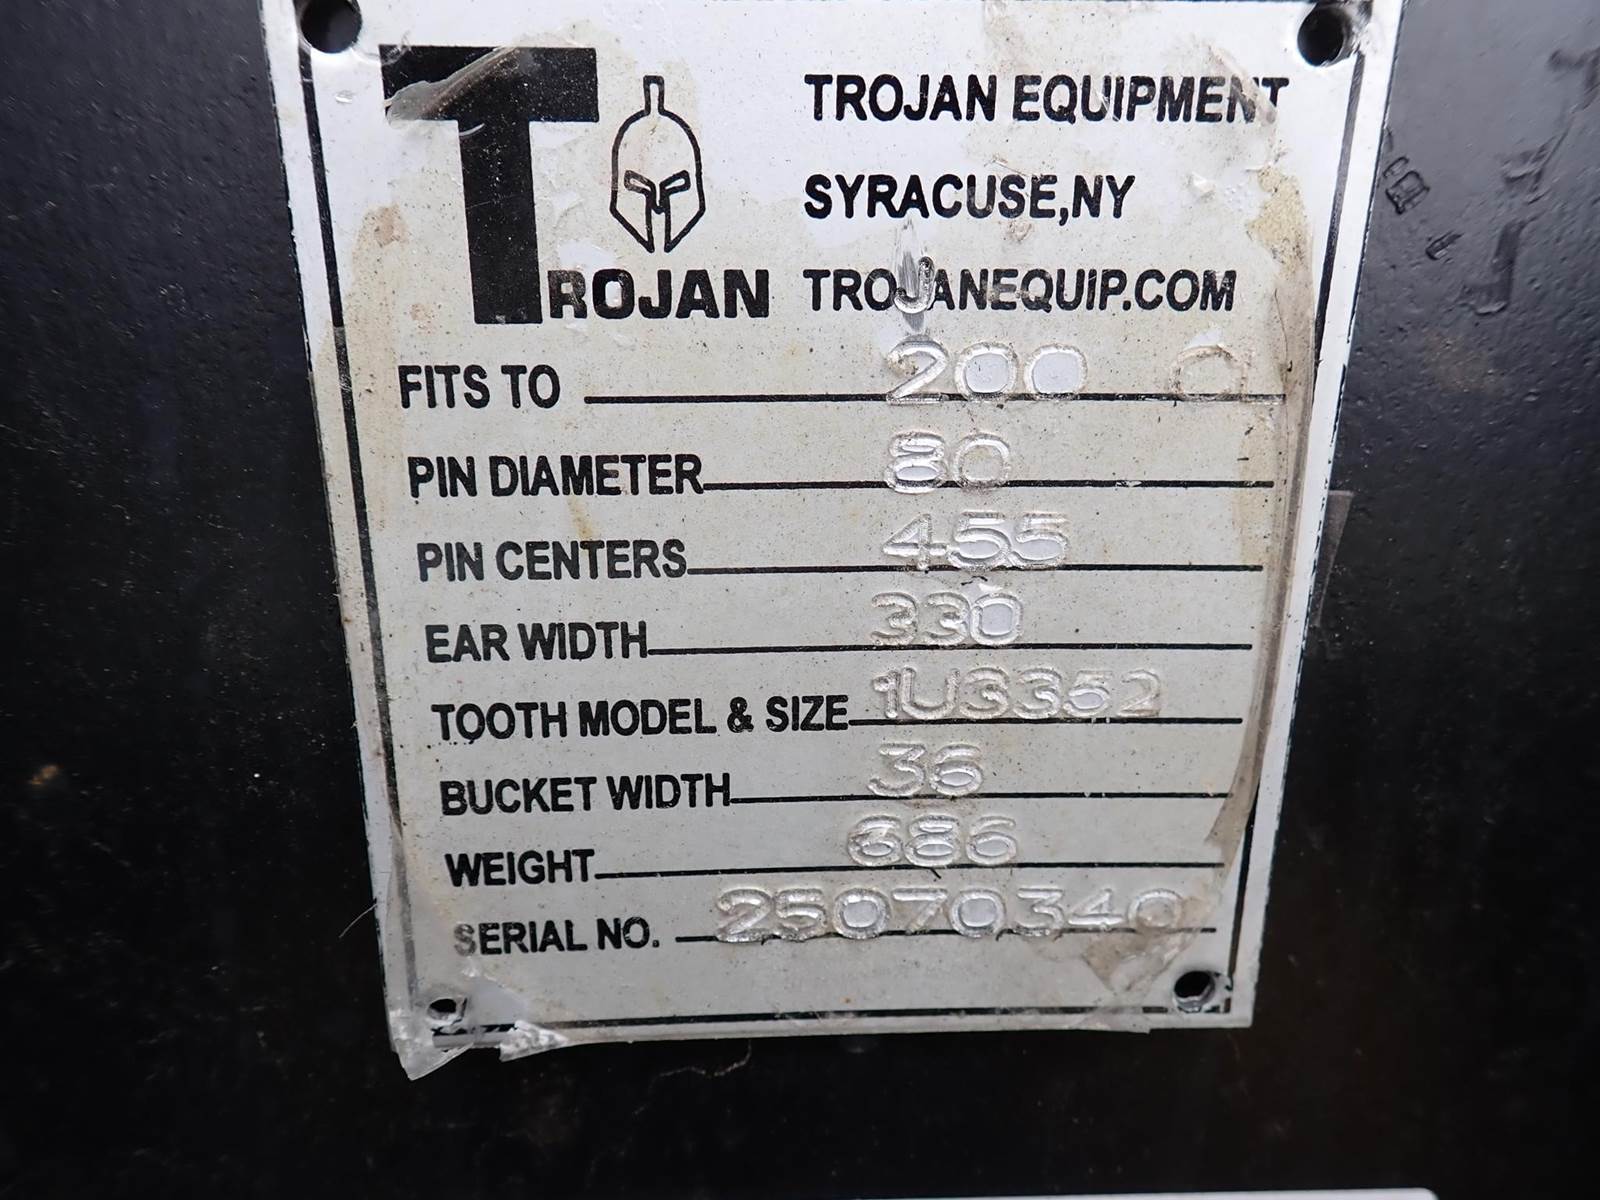 TROJAN
TROJAN EQUIPMENT
SYRACUSE,NY
TROJANEQUIP.COM
FITS TO 200
PIN DIAMETER 80
PIN CENTERS 455
EAR WIDTH 330
TOOTH MODEL & SIZE 1U3352
BUCKET WIDTH 36
WEIGHT 686
SERIAL NO. 25070340